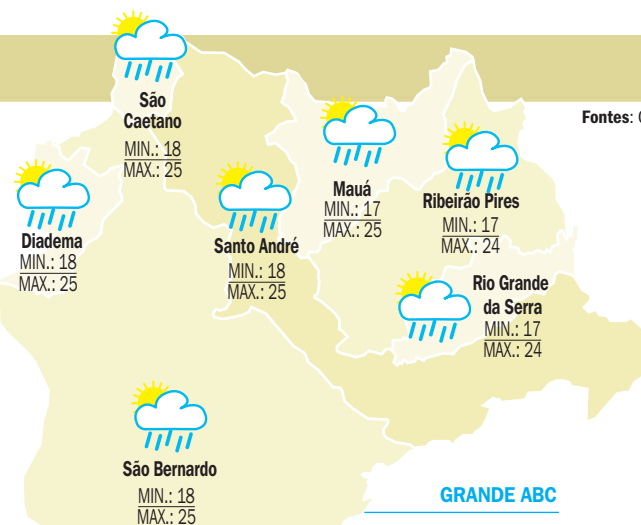 São
Caetano
MIN.: 18
MAX.: 25
Fontes:
Mauá
MIN.: 17
MAX.: 25
Ribeirão Pires
MIN.: 17
MAX.: 24
Diadema
MIN.: 18
MAX.: 25
Santo André
MIN.: 18
MAX.: 25
Rio Grande
da Serra
MIN.: 17
MAX.: 24
São Bernardo
MIN.: 18
MAX.: 25
GRANDE ABC